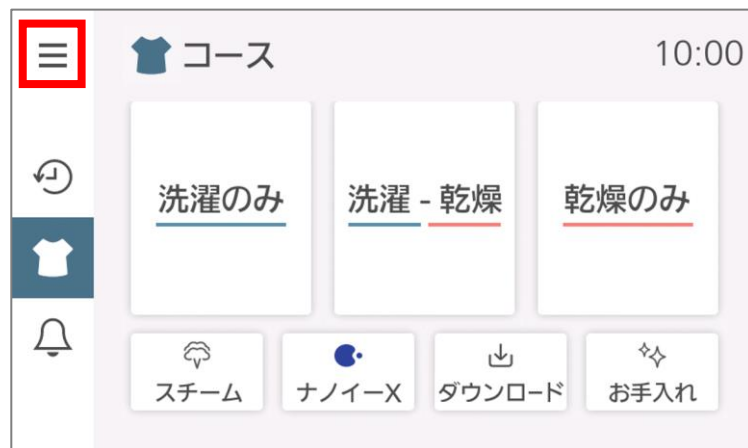 コース
10:00
洗濯のみ
洗濯 - 乾燥
乾燥のみ
スチーム
ナノイーX
ダウンロード
お手入れ